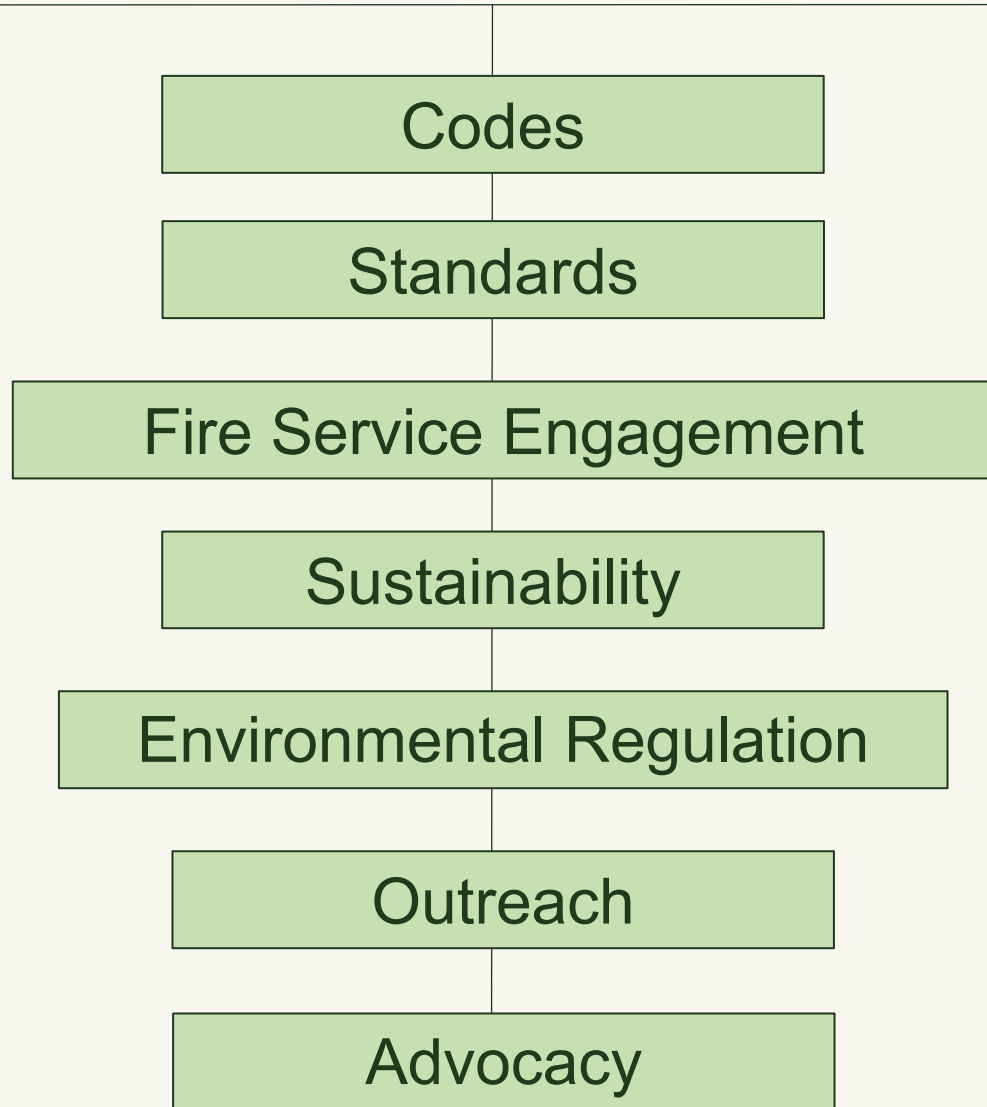 Codes
Standards
Fire Service Engagement
Sustainability
Environmental Regulation
Outreach
Advocacy